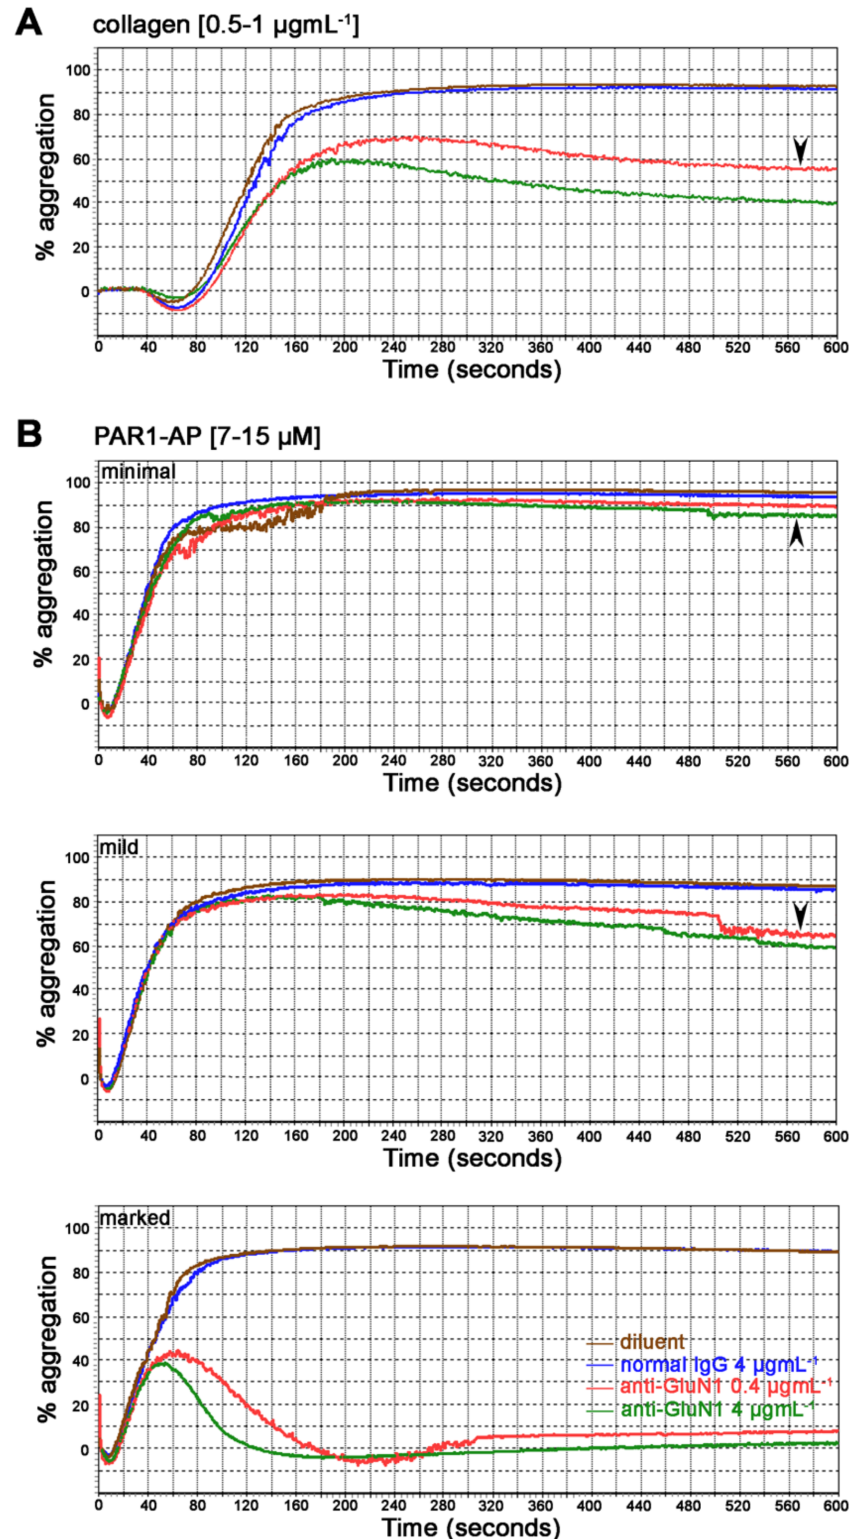 A
collagen [0.5-1 µgmL-1]
% aggregation
100
80
60
40
20
0
0 40 80 120 160 200 240 280 320 360 400 440 480 520 560 600
Time (seconds)
B
PAR1-AP [7-15 µM]
minimal
% aggregation
100
80
60
40
20
0
0 40 80 120 160 200 240 280 320 360 400 440 480 520 560 600
Time (seconds)
mild
% aggregation
100
80
60
40
20
0
0 40 80 120 160 200 240 280 320 360 400 440 480 520 560 600
Time (seconds)
marked
% aggregation
100
80
60
40
20
0
diluent
normal IgG 4 µgmL-1
anti-GluN1 0.4 µgmL-1
anti-GluN1 4 µgmL-1
0 40 80 120 160 200 240 280 320 360 400 440 480 520 560 600
Time (seconds)